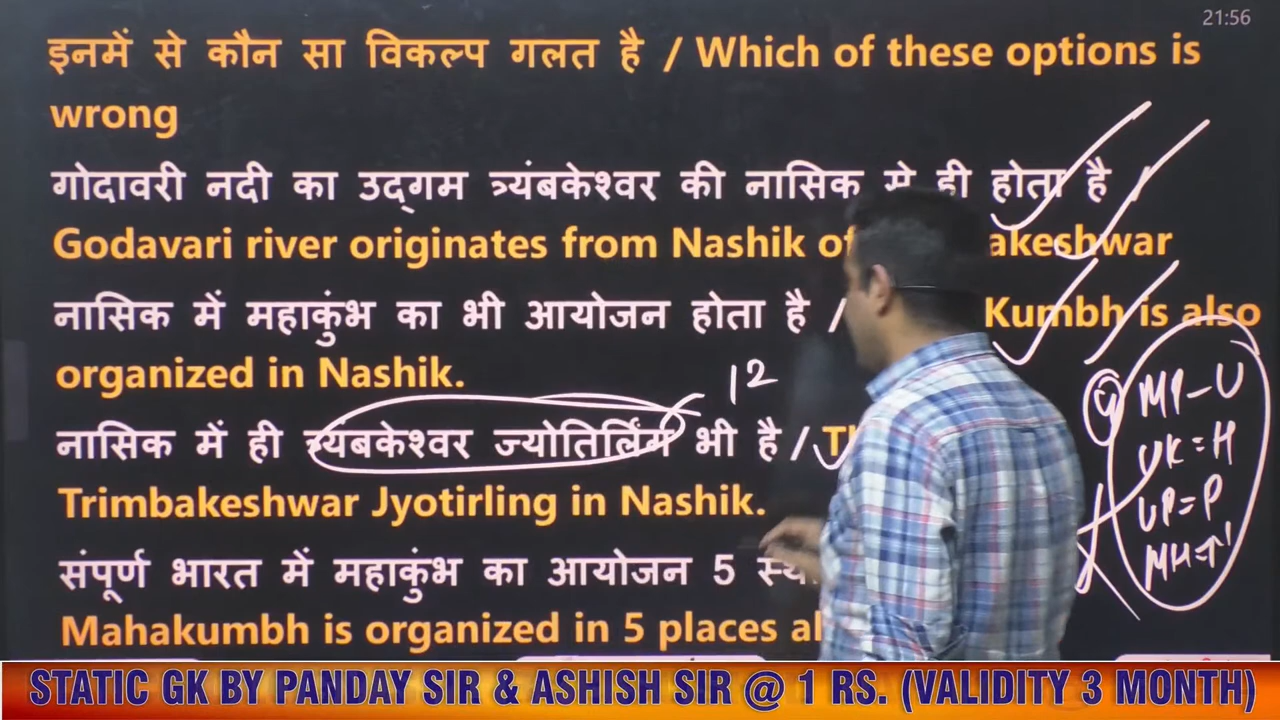 21:56
इनमें से कौन सा विकल्प गलत है / Which of these options is
wrong
गोदावरी नदी का उद्गम त्र्यंबकेश्वर की नासिक से ही होता है
Godavari river originates from Nashik of akeshwar
नासिक में महाकुंभ का भी आयोजन होता है / Kumbh is also
organized in Nashik.
12
नासिक में ही त्र्यंबकेश्वर ज्योतिर्लिंग भी है /
Trimbakeshwar Jyotirling in Nashik.
संपूर्ण भारत में महाकुंभ का आयोजन 5
Mahakumbh is organized in 5 places
MP-U
UK=H
UP=P
STATIC GK BY PANDAY SIR & ASHISH SIR @ 1 RS. (VALIDITY 3 MONTH)